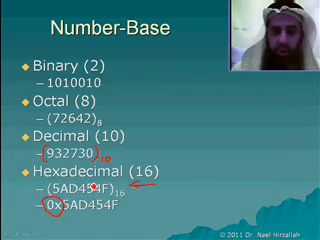 Number-Base
Binary (2)
– 1010010
Octal (8)
– (72642)8
Decimal (10)
– (932730)10
Hexadecimal (16)
– (5AD454F)16
– 0x5AD454F
© 2011 Dr. Nael Hirzallah